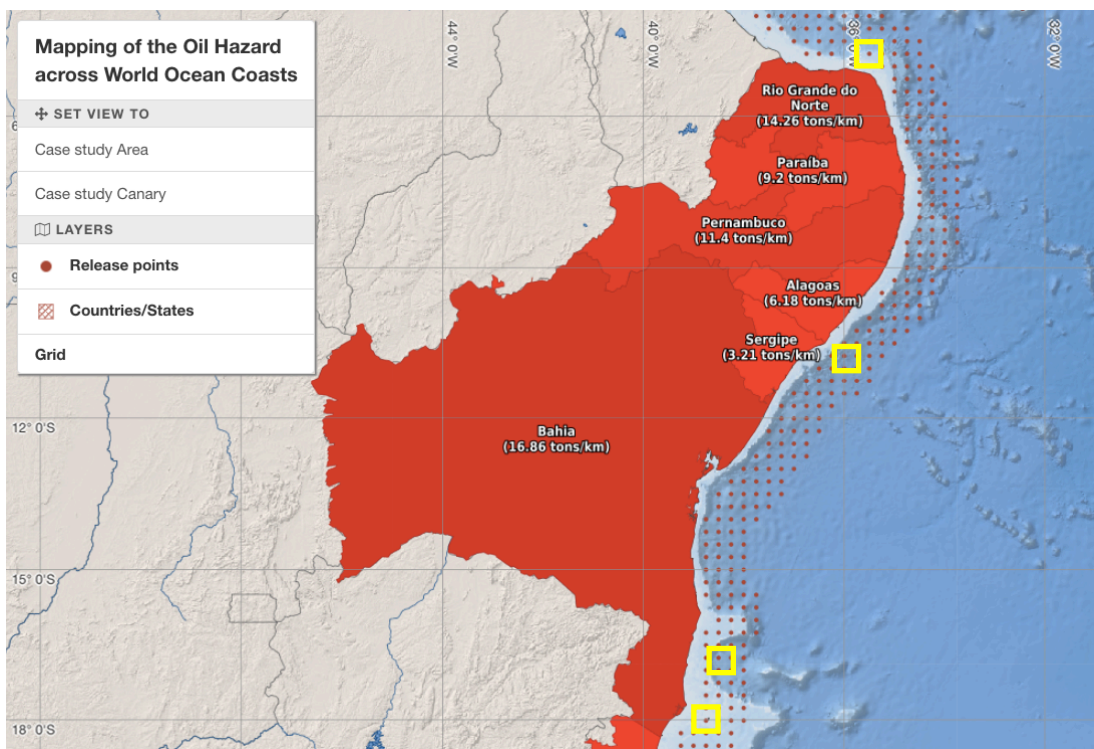 Mapping of the Oil Hazard
across World Ocean Coasts
SET VIEW TO
Case study Area
Case study Canary
LAYERS
Release points
Countries/States
Grid
44° 0'W
40° 0'W
36° 0'W
32° 0'W
Rio Grande do
Norte
(14.26 tons/km)
Paraíba
(9.2 tons/km)
Pernambuco
(11.4 tons/km)
Alagoas
(6.18 tons/km)
Sergipe
(3.21 tons/km)
Bahia
(16.86 tons/km)
12° 0'S
15° 0'S
18° 0'S